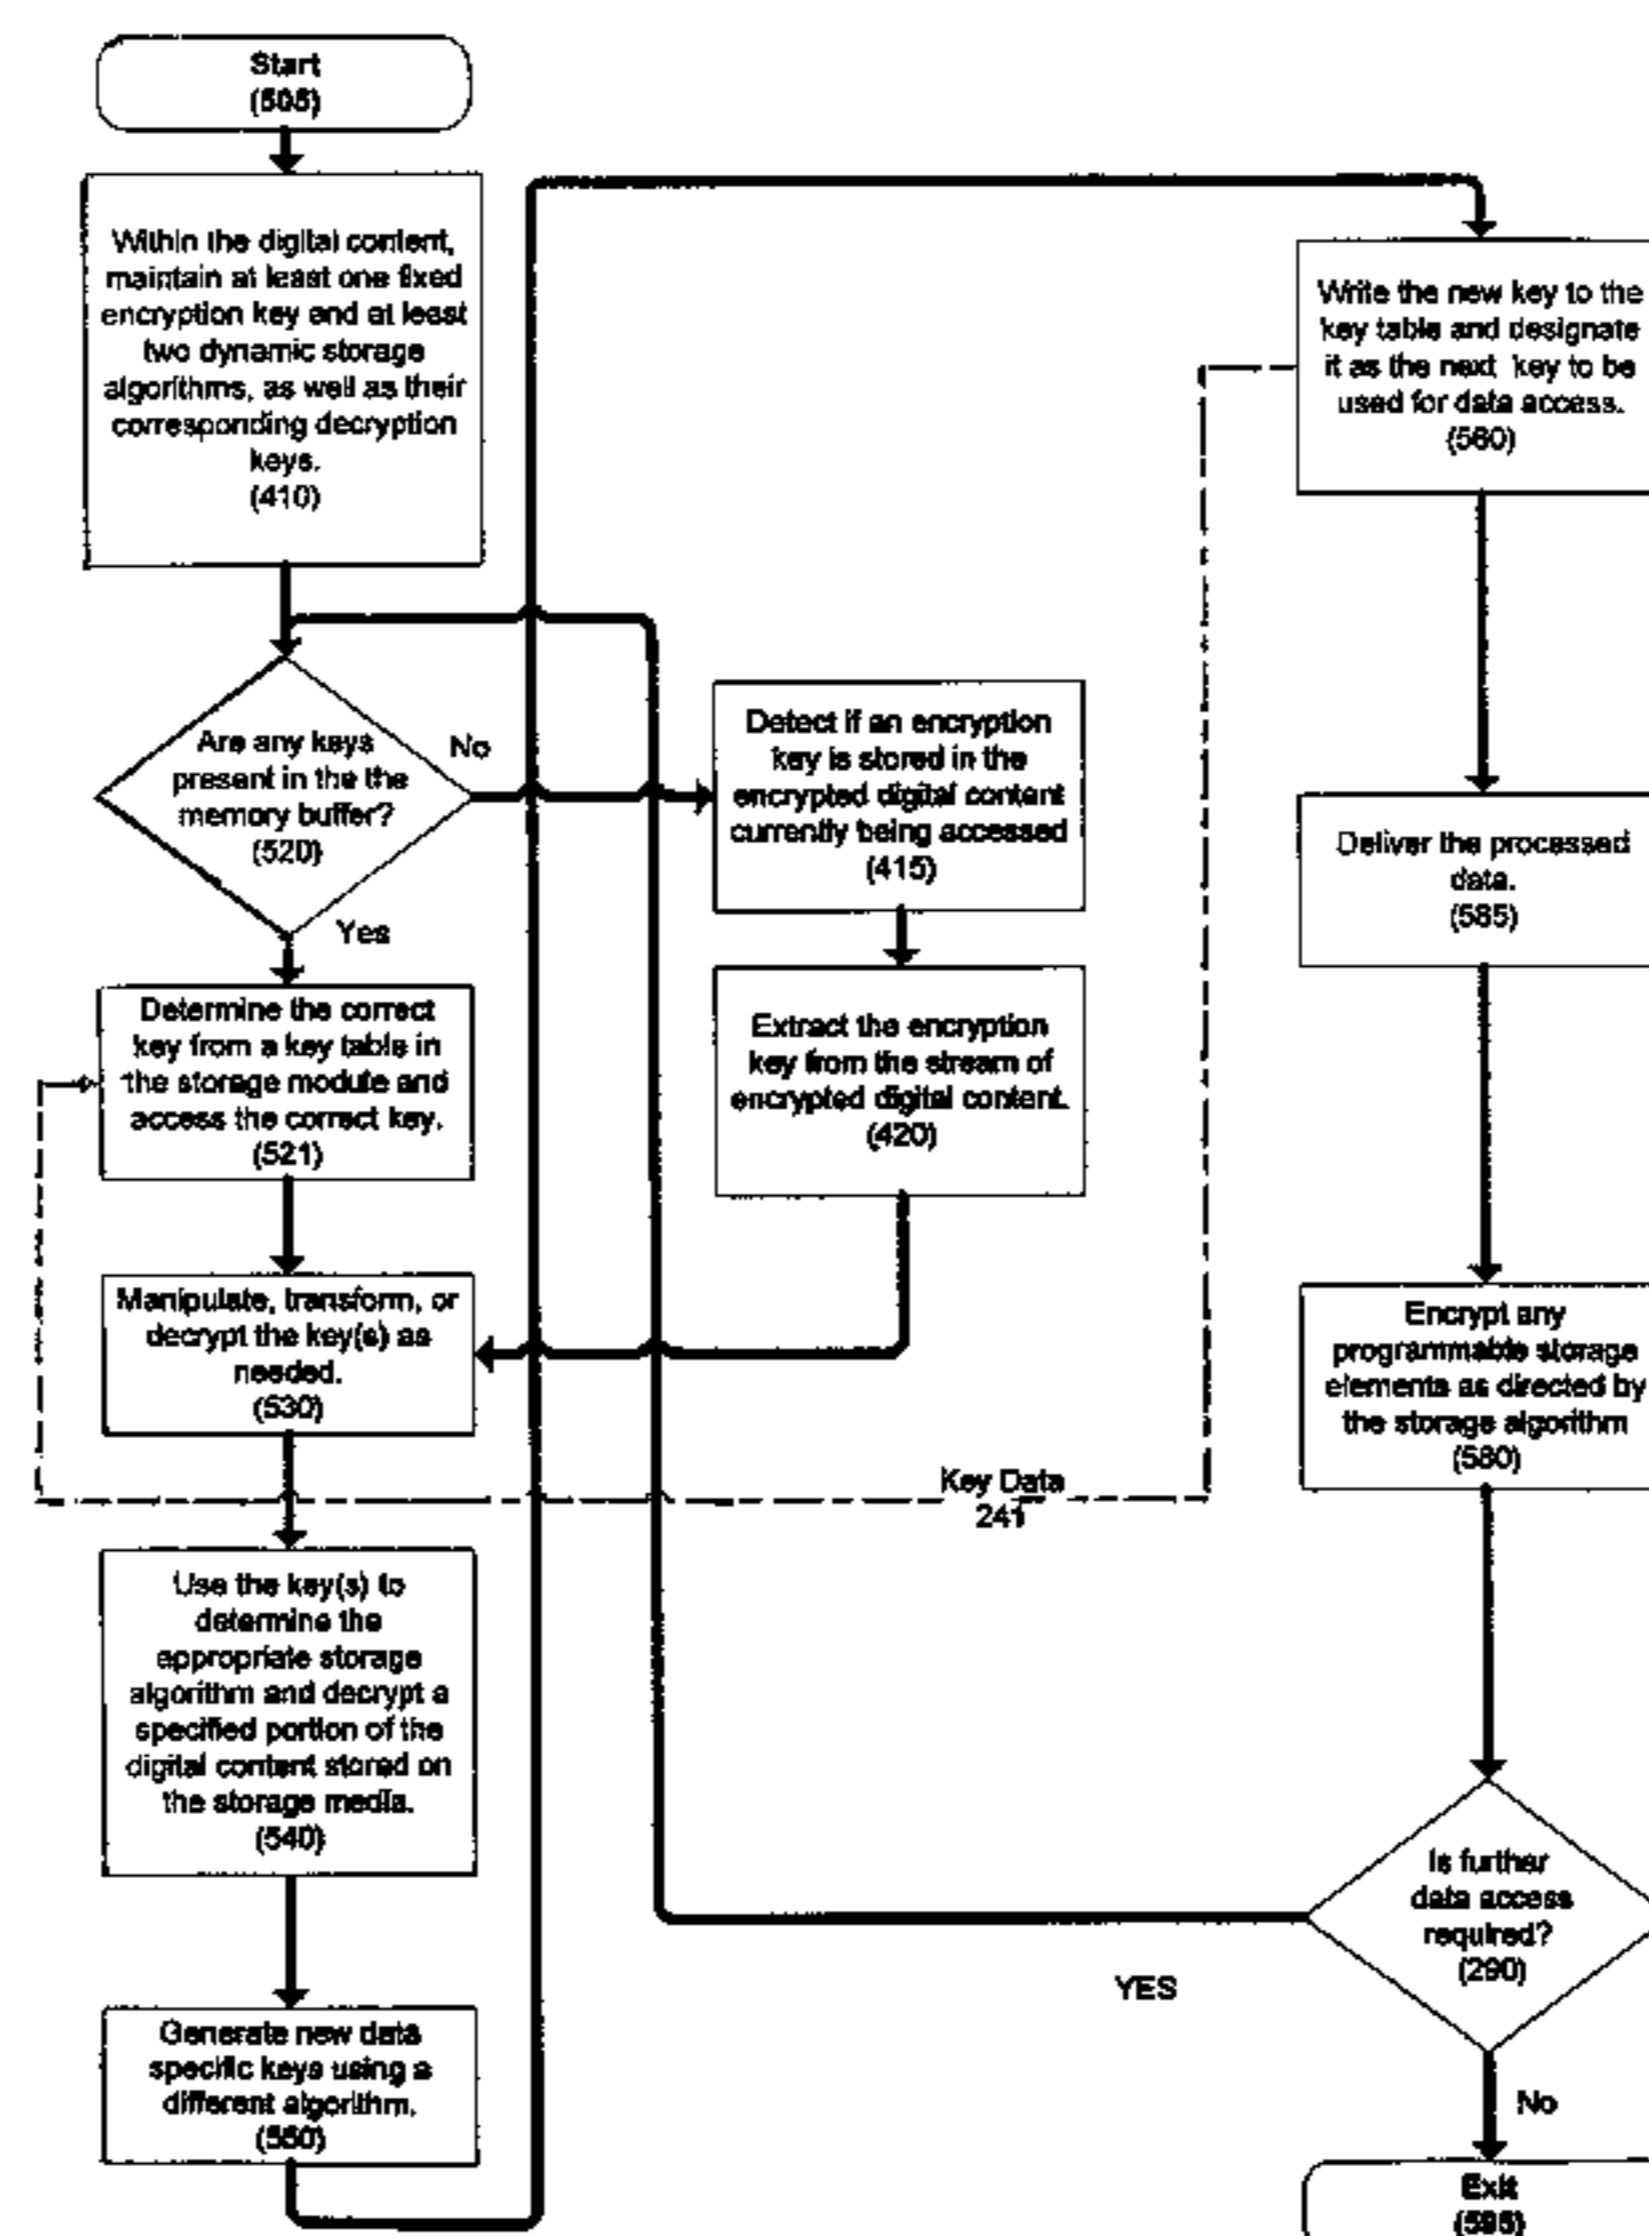 Start
(505)
Within the digital content,
maintain at least one fixed
encryption key and at least
two dynamic storage
algorithms, as well as their
corresponding decryption
keys.
(410)
Are any keys
present in the the
memory buffer?
(520)
No
Yes
Determine the correct
key from a key table in
the storage module and
access the correct key.
(521)
Manipulate, transform, or
decrypt the key(s) as
needed.
(530)
Use the key(s) to
determine the
appropriate storage
algorithm and decrypt a
specified portion of the
digital content stored on
the storage media.
(540)
Generate new data
specific keys using a
different algorithm.
(550)
Detect if an encryption
key is stored in the
encrypted digital content
currently being accessed
(415)
Extract the encryption
key from the stream of
encrypted digital content.
(420)
Key Data
241
Write the new key to the
key table and designate
it as the next key to be
used for data access.
(560)
Deliver the processed
data.
(585)
Encrypt any
programmable storage
elements as directed by
the storage algorithm
(580)
Is further
data access
required?
(290)
YES
No
Exit
(595)